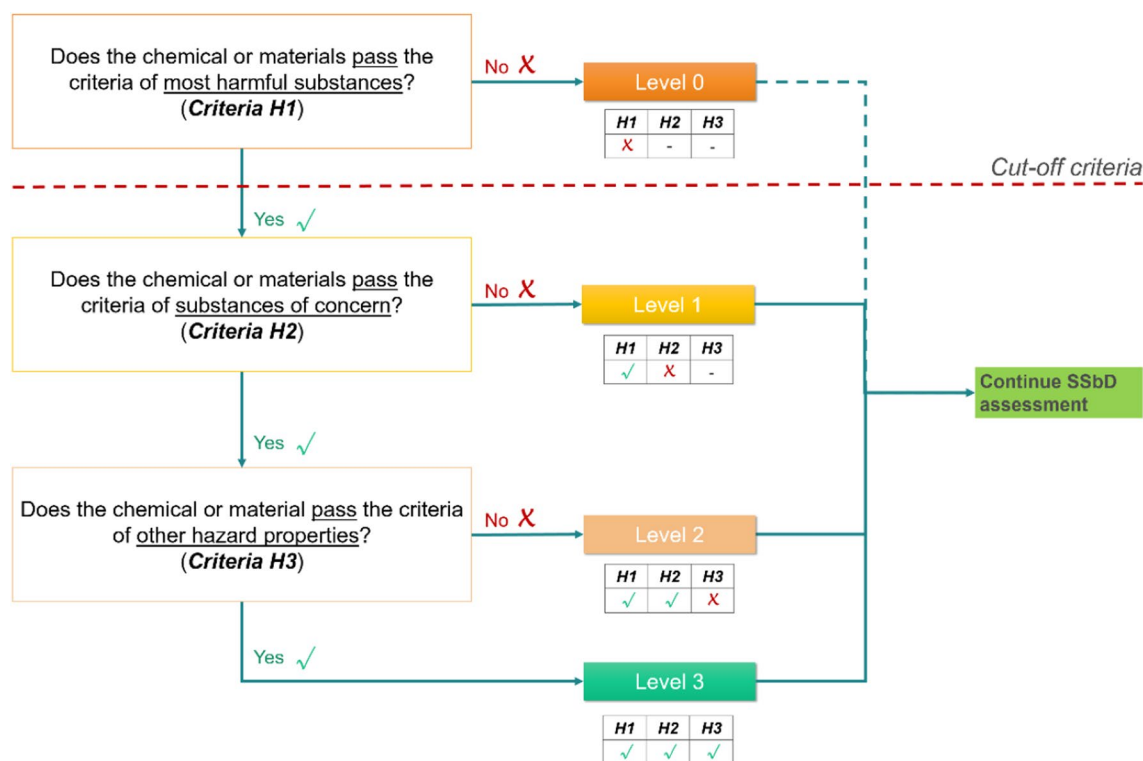 Does the chemical or materials pass the
criteria of most harmful substances?
(Criteria H1)
No X
Level 0
H1 H2 H3
X - -
Cut-off criteria
Yes √
Does the chemical or materials pass the
criteria of substances of concern?
(Criteria H2)
No X
Level 1
H1 H2 H3
√ X -
Continue SSbD
assessment
Yes √
Does the chemical or material pass the criteria
of other hazard properties?
(Criteria H3)
No X
Level 2
H1 H2 H3
√ √ X
Yes √
Level 3
H1 H2 H3
√ √ √